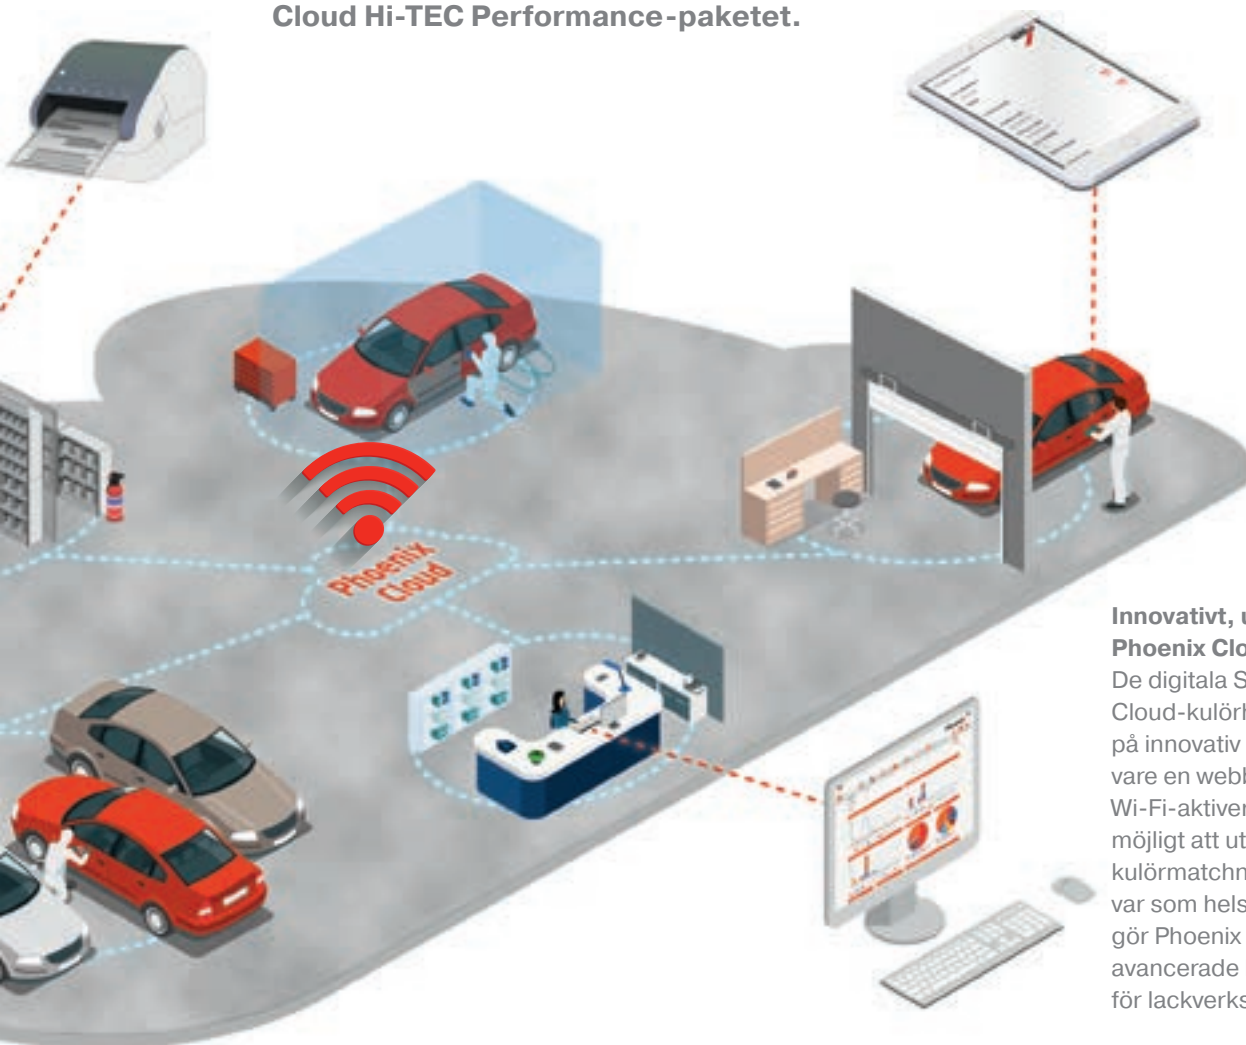 Cloud Hi-TEC Performance-paketet.
Phoenix
Cloud
Innovativt, u
Phoenix Clo
De digitala S
Cloud-kulörh
på innovativ
vare en webb
Wi-Fi-aktiver
möjligt att ut
kulörmatchn
var som hels
gör Phoenix
avancerade
för lackverks